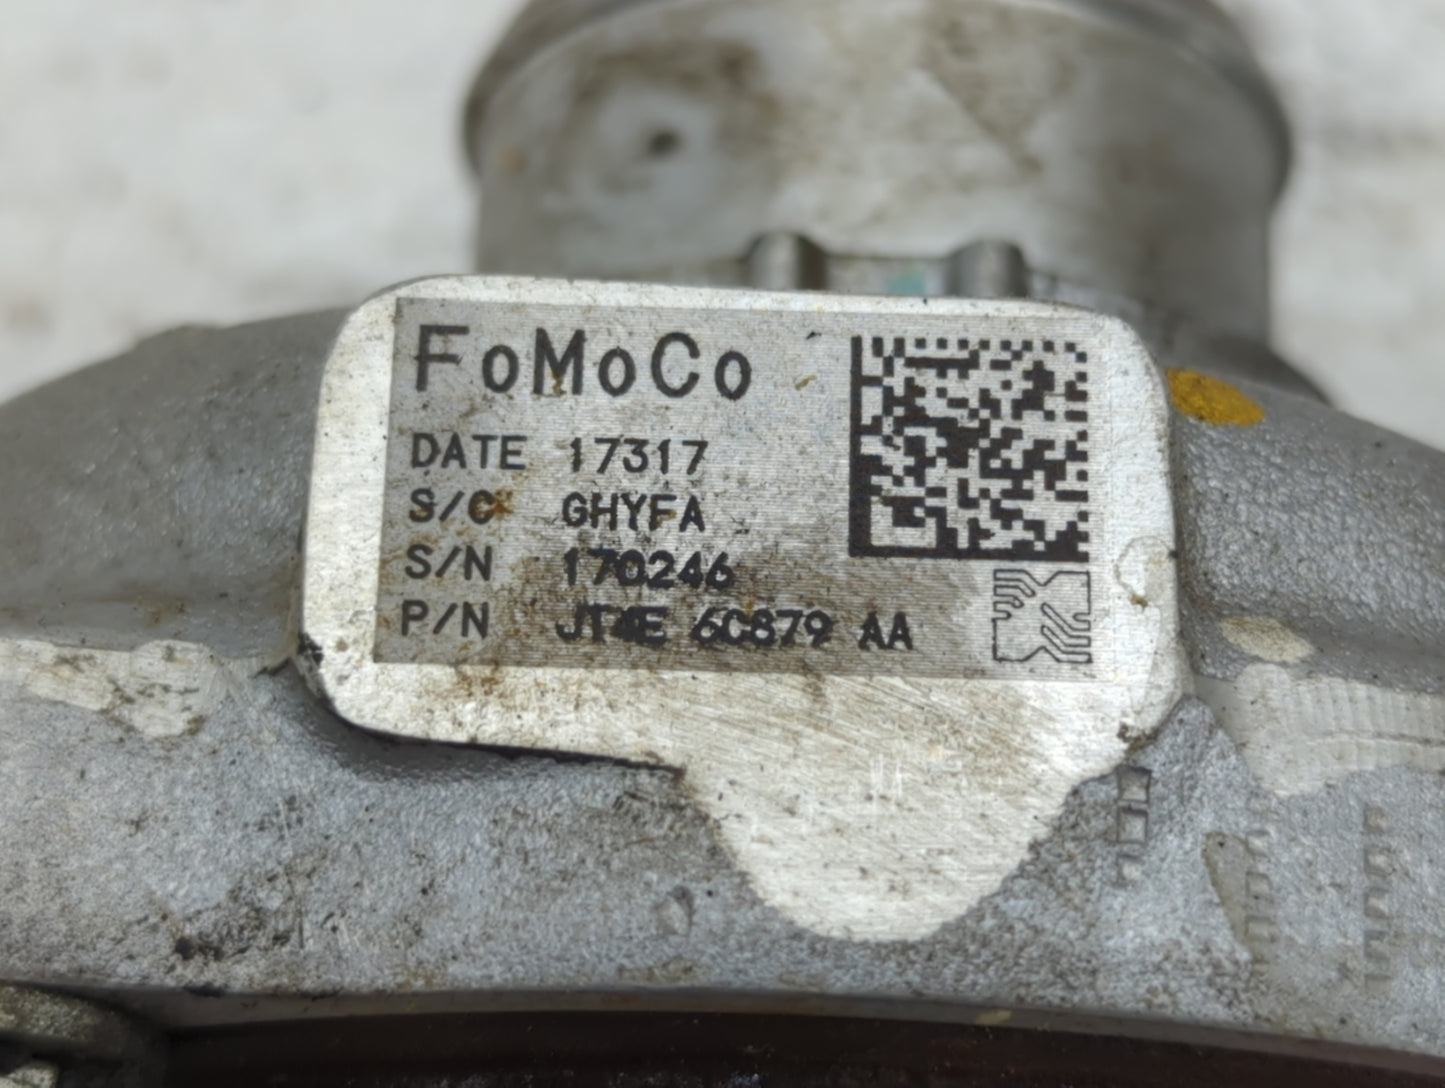 FoMoCo
DATE 17317
S/C GHYFA
S/N 170246
P/N JT4E 6C879 AA